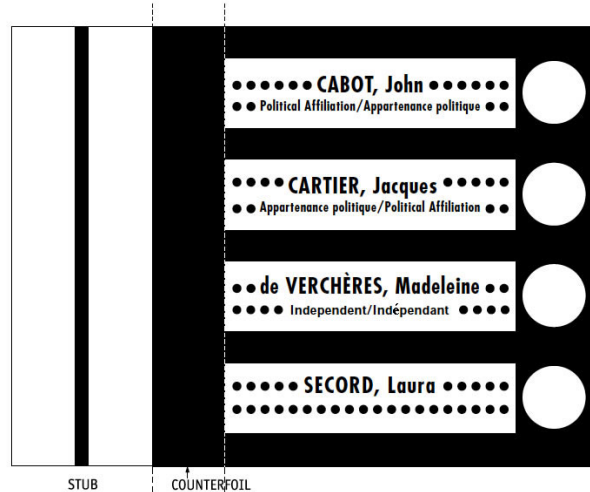 CABOT, John
Political Affiliation/Appartenance politique
CARTIER, Jacques
Appartenance politique/Political Affiliation
de VERCHÈRES, Madeleine
Independent/Indépendant
SECORD, Laura
STUB
COUNTERFOIL